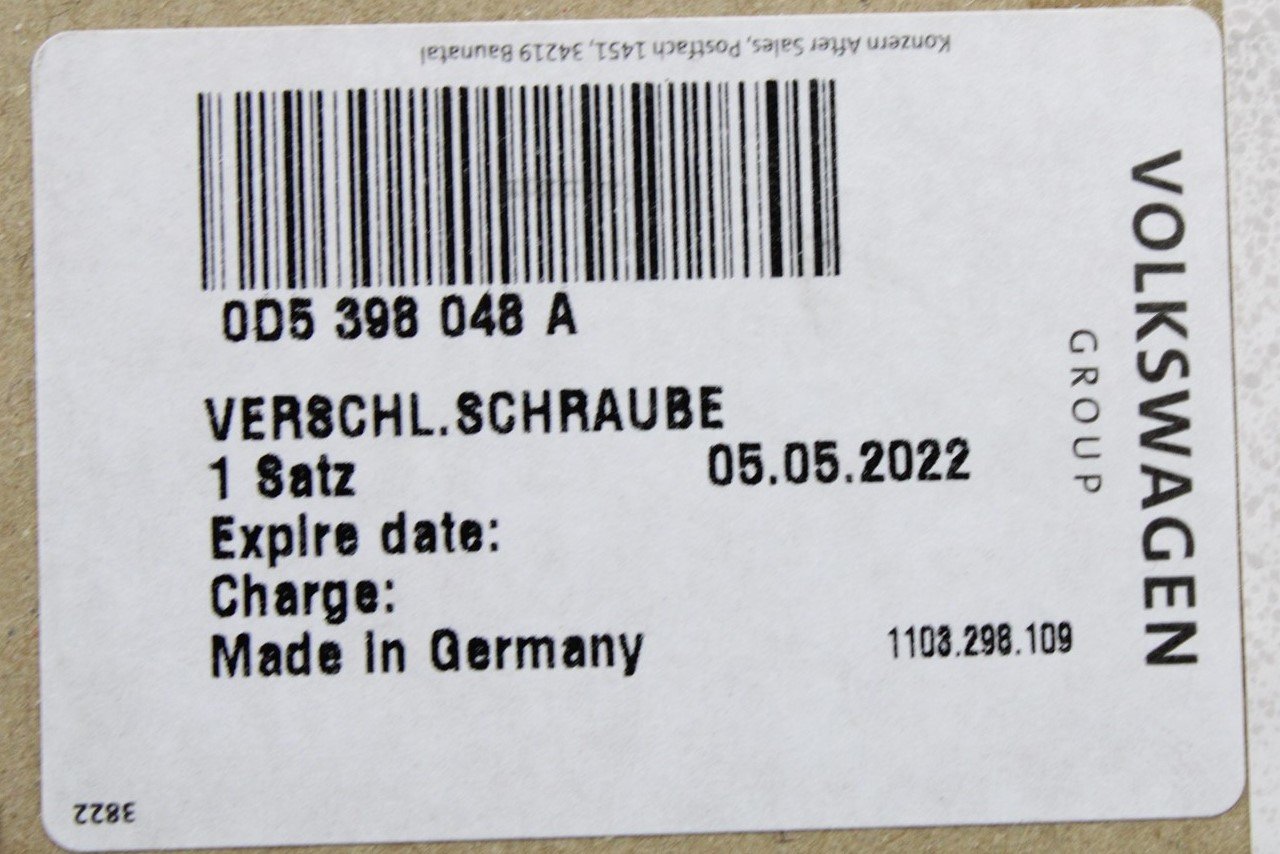 Konzern After Sales, Postfach 1451, 34219 Baunatal
0D5 398 048 A
VERSCHL.SCHRAUBE
1 Satz
05.05.2022
Expire date:
Charge:
Made in Germany
1103.298.109
VOLKSWAGEN
GROUP
3822